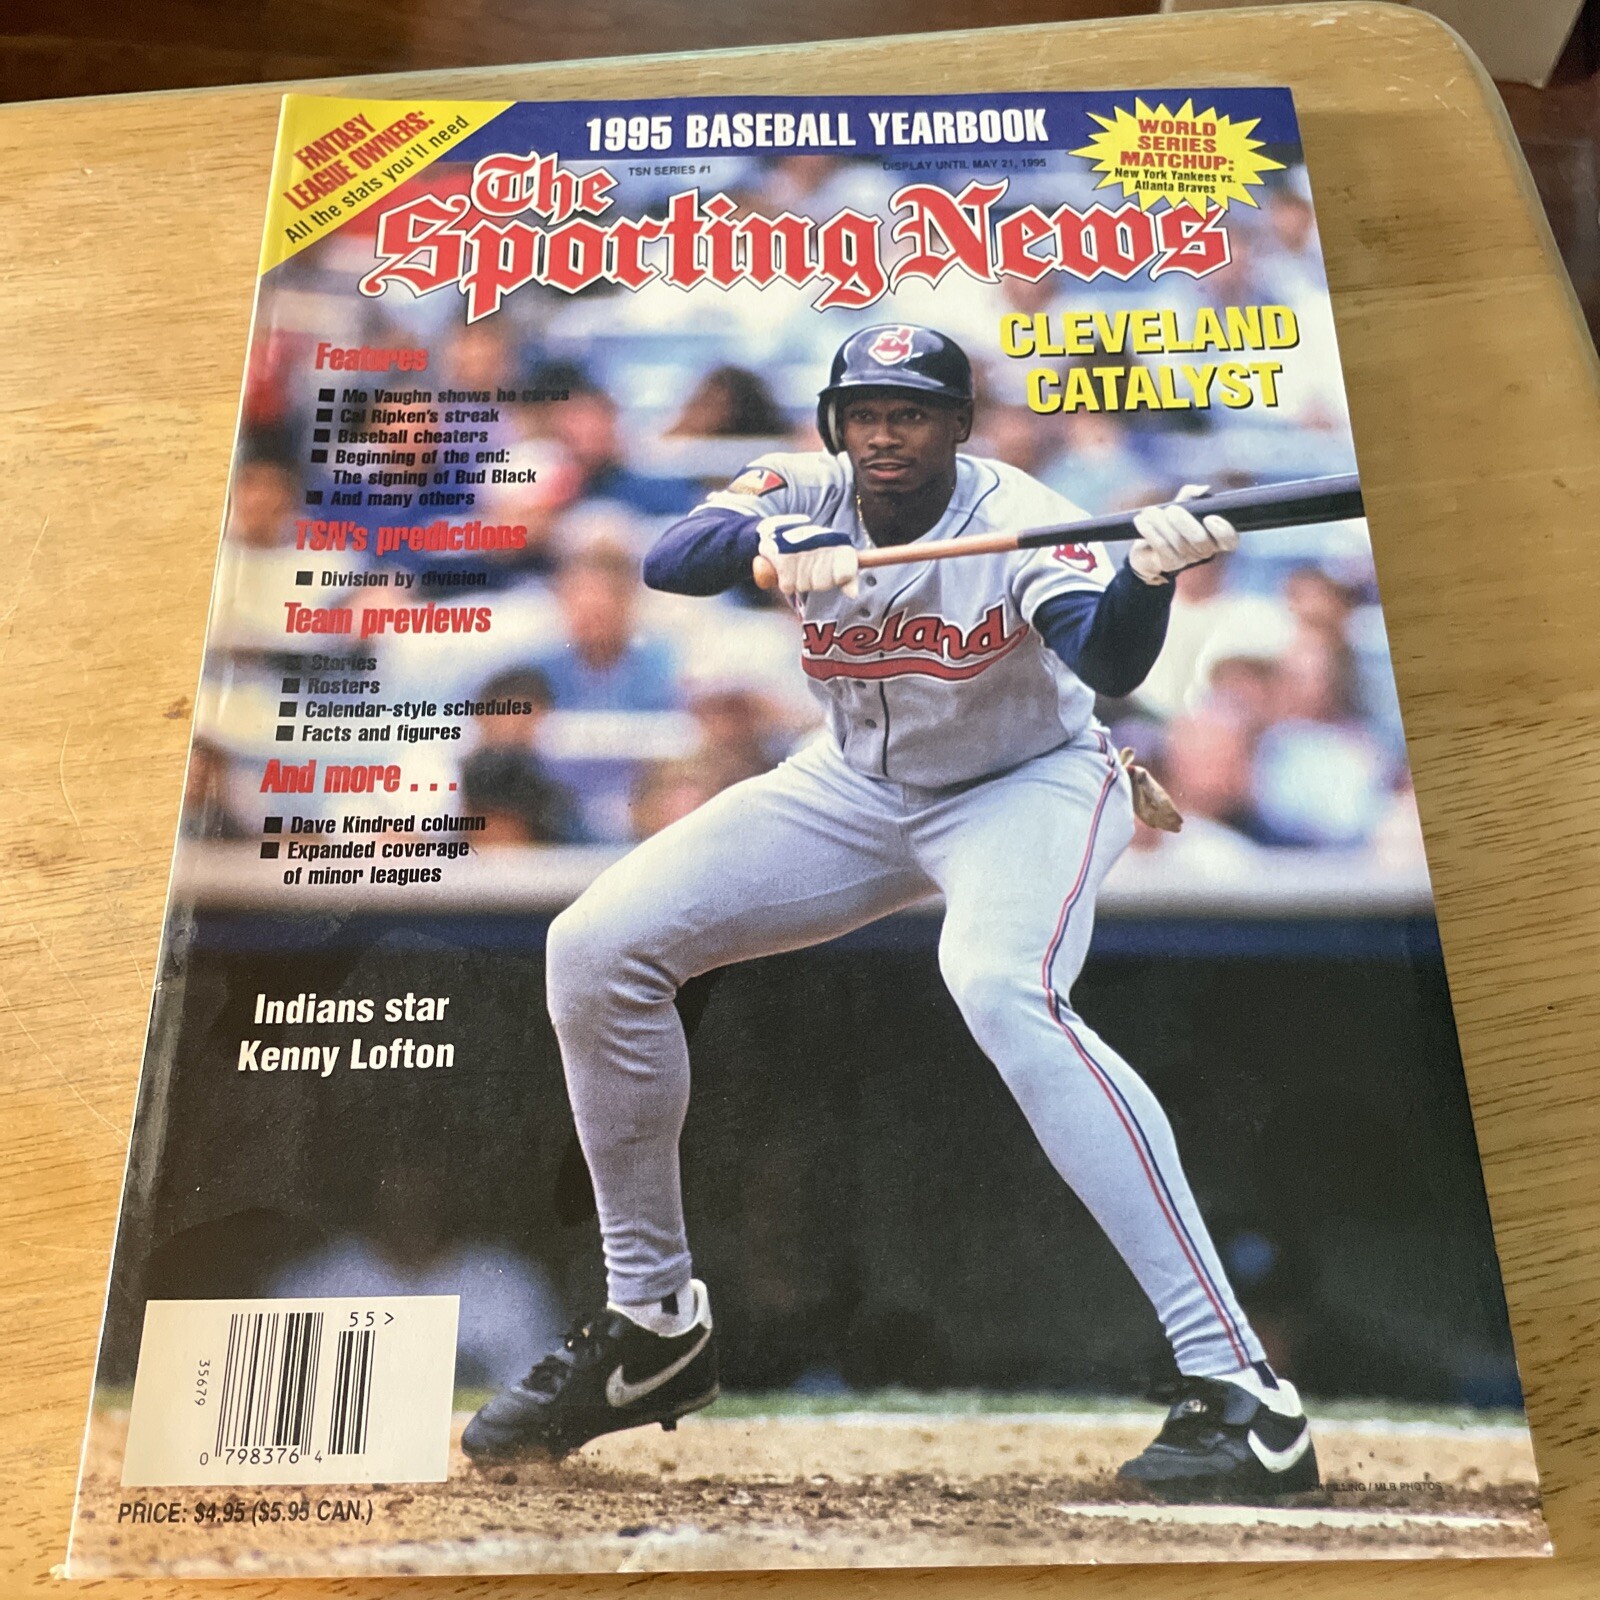 FANTASY
LEAGUE OWNERS:
All the stats you'll need
1995 BASEBALL YEARBOOK
TSN SERIES #1
DISPLAY UNTIL MAY 21, 1995
WORLD
SERIES
MATCHUP:
New York Yankees vs.
Atlanta Braves
The
Sporting News
CLEVELAND
CATALYST
Features
■ Mo Vaughn shows he cares
■ Cal Ripken's streak
■ Baseball cheaters
■ Beginning of the end:
The signing of Bud Black
■ And many others
TSN's predictions
■ Division by division
Team previews
■ Stories
■ Rosters
■ Calendar-style schedules
■ Facts and figures
And more . . .
■ Dave Kindred column
■ Expanded coverage
of minor leagues
veland
Indians star
Kenny Lofton
55>
35679
0 798376 4
PRICE: $4.95 ($5.95 CAN.)
/ MLB PHOTOS